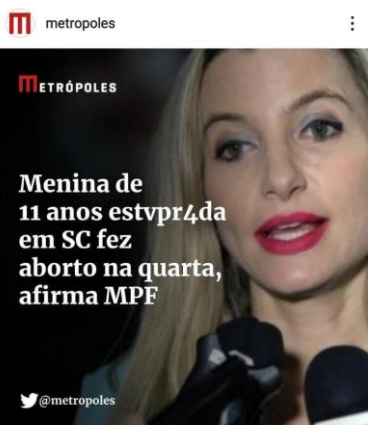 metropoles
METRÓPOLES
Menina de
11 anos estvpr4da
em SC fez
aborto na quarta,
afirma MPF
@metropoles